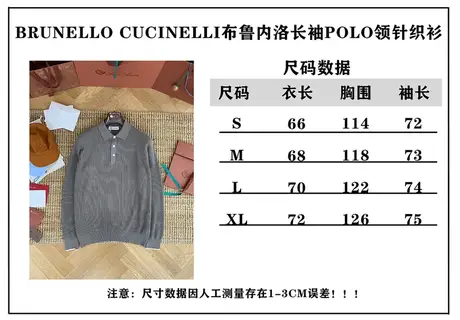 BRUNELLO CUCINELLI布鲁内洛长袖POLO领针织衫
尺码数据
尺码 衣长 胸围 袖长
S 66 114 72
M 68 118 73
L 70 122 74
XL 72 126 75
注意：尺寸数据因人工测量存在1-3CM误差！！！